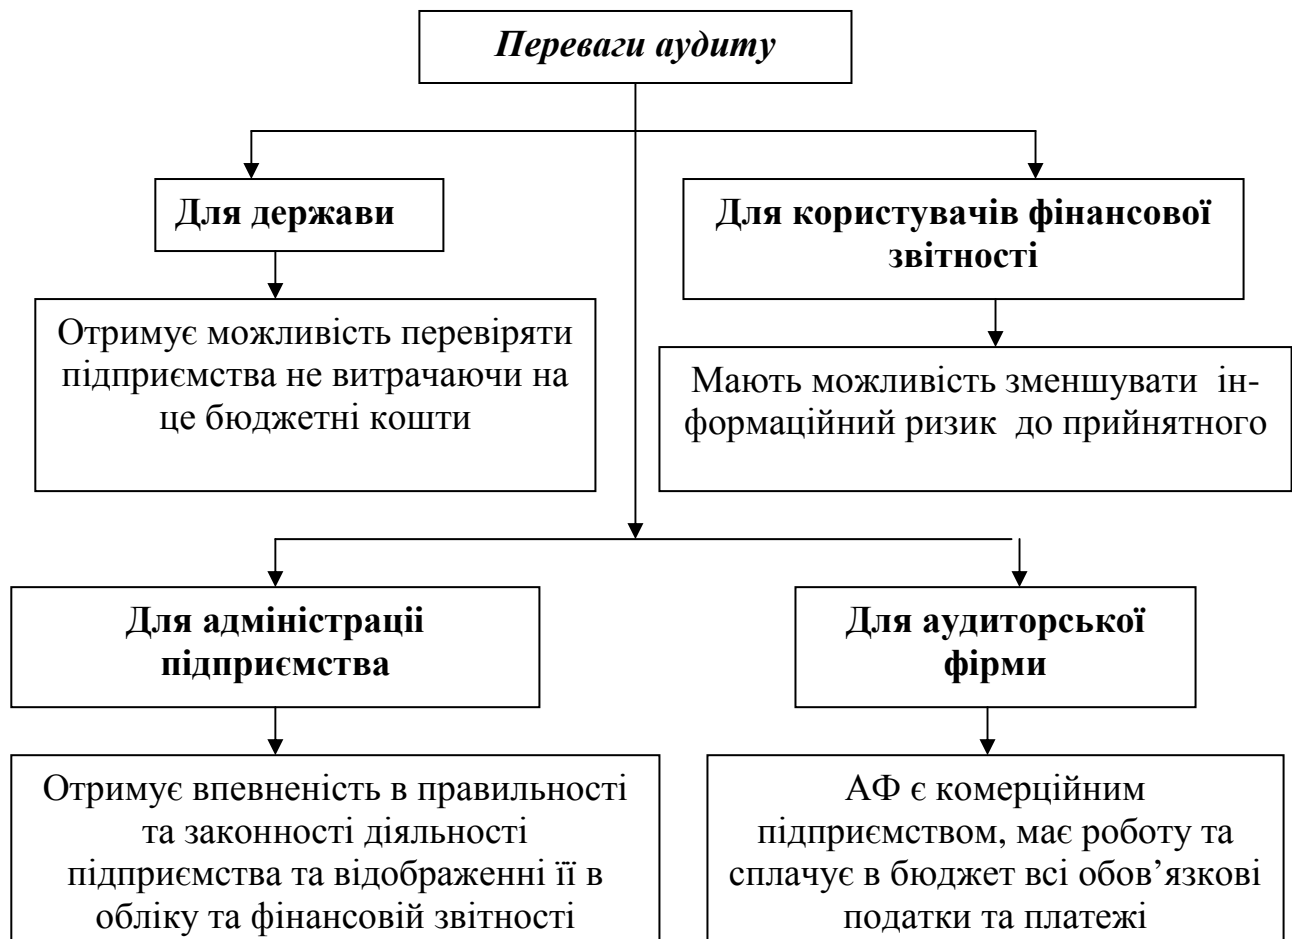 Переваги аудиту
Для держави
Для користувачів фінансової
звітності
Отримує можливість перевіряти
підприємства не витрачаючи на
це бюджетні кошти
Мають можливість зменшувати ін-
формаційний ризик до прийнятного
Для адміністраціі
підприємства
Для аудиторської
фірми
Отримує впевненість в правильності
та законності діяльності
підприємства та відображенні її в
обліку та фінансовій звітності
АФ є комерційним
підприємством, має роботу та
сплачує в бюджет всі обов’язкові
податки та платежі